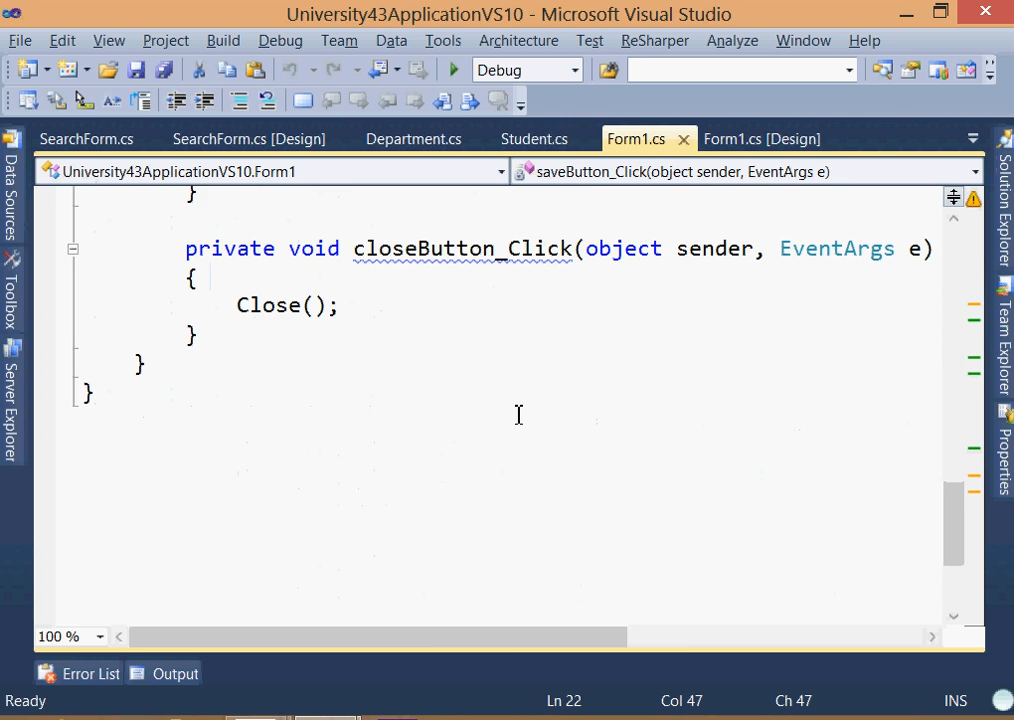 University43ApplicationVS10 - Microsoft Visual Studio
File Edit View Project Build Debug Team Data Tools Architecture Test ReSharper Analyze Window Help
Debug
SearchForm.cs SearchForm.cs [Design] Department.cs Student.cs Form1.cs Form1.cs [Design]
University43ApplicationVS10.Form1 saveButton_Click(object sender, EventArgs e)
}
private void closeButton_Click(object sender, EventArgs e)
{
Close();
}
}
}
Data Sources
Toolbox
Server Explorer
Solution Explorer
Team Explorer
Properties
100 %
Error List Output
Ready Ln 22 Col 47 Ch 47 INS